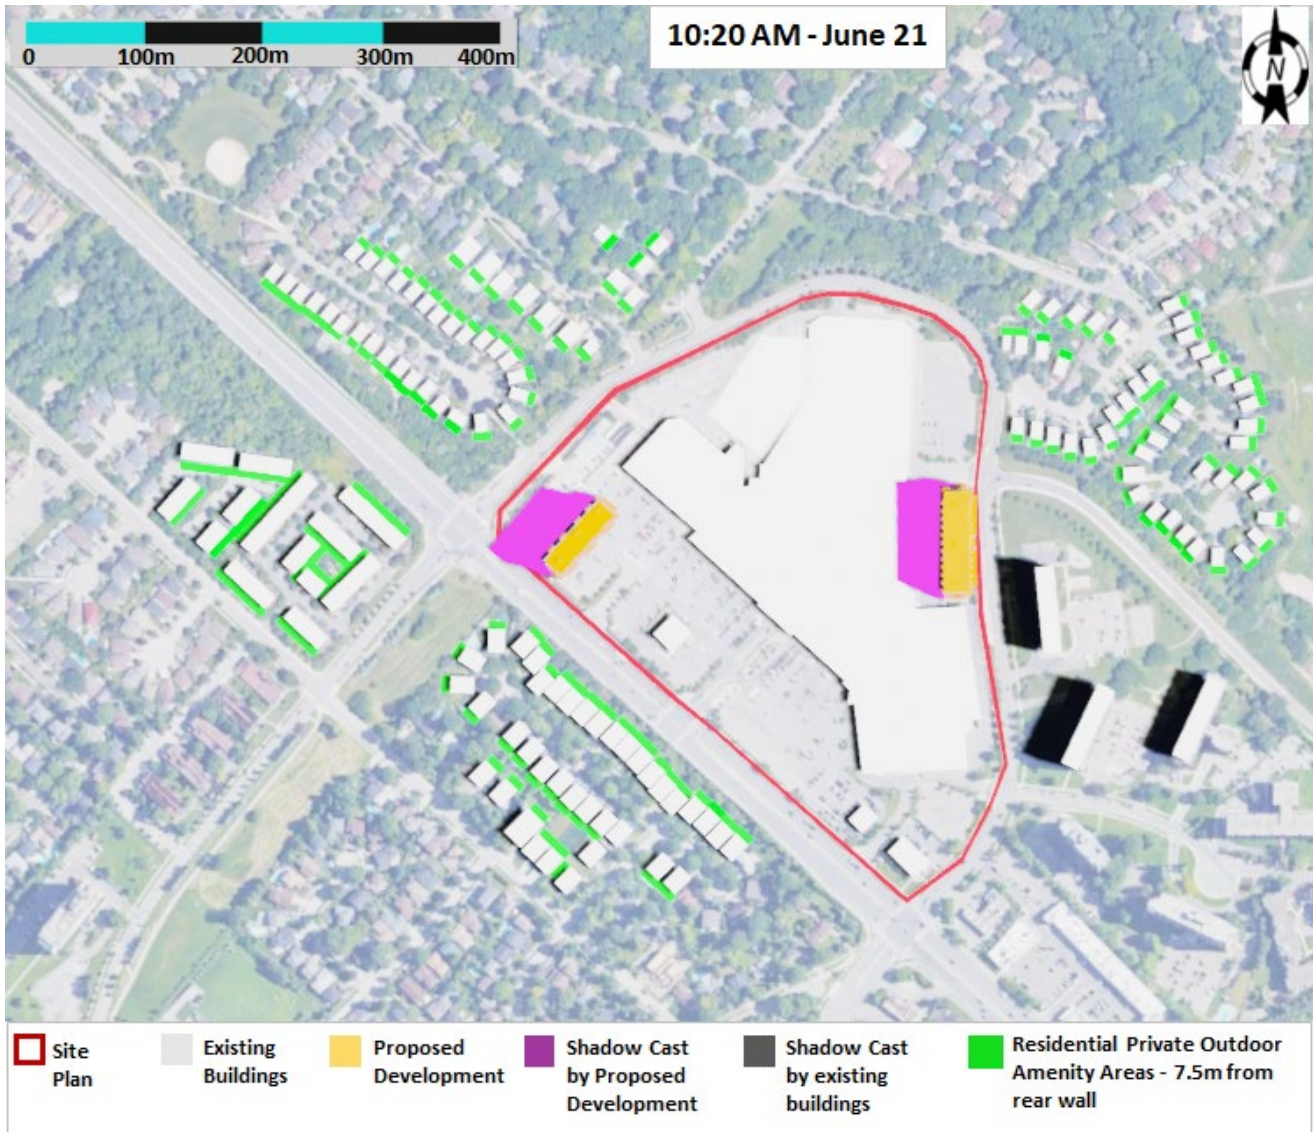 10:20 AM - June 21
N
0 100m 200m 300m 400m
Site
Plan
Existing
Buildings
Proposed
Development
Shadow Cast
by Proposed
Development
Shadow Cast
by existing
buildings
Residential Private Outdoor
Amenity Areas - 7.5m from
rear wall